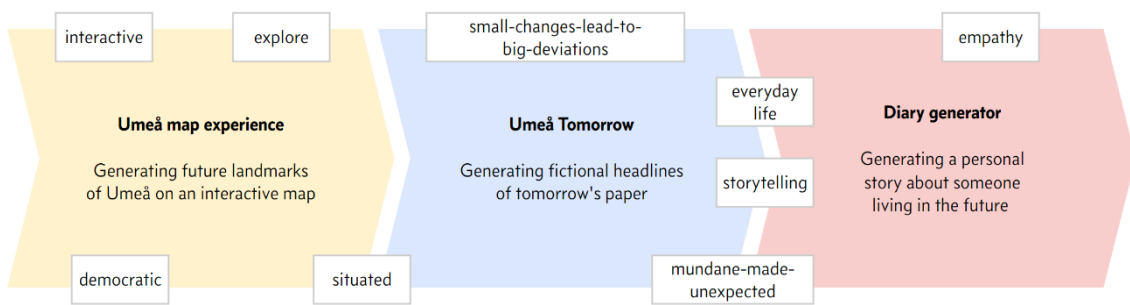 interactive
explore
small-changes-lead-to-
big-deviations
empathy
everyday
life
Umeå map experience
Generating future landmarks
of Umeå on an interactive map
Umeå Tomorrow
Generating fictional headlines
of tomorrow's paper
storytelling
Diary generator
Generating a personal
story about someone
living in the future
democratic
situated
mundane-made-
unexpected